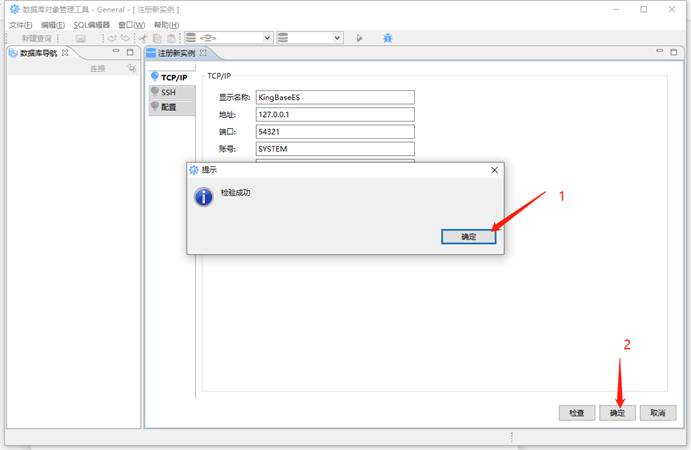 数据库对象管理工具 - General - [ 注册新实例 ]
文件(F) 编辑(E) SQL编辑器 窗口(W) 帮助(H)
新建查询 <空>
数据库导航 注册新实例
连接
TCP/IP
SSH
配置
TCP/IP
显示名称: KingBaseES
地址: 127.0.0.1
端口: 54321
账号: SYSTEM
提示
检验成功
确定
1
2
检查 确定 取消